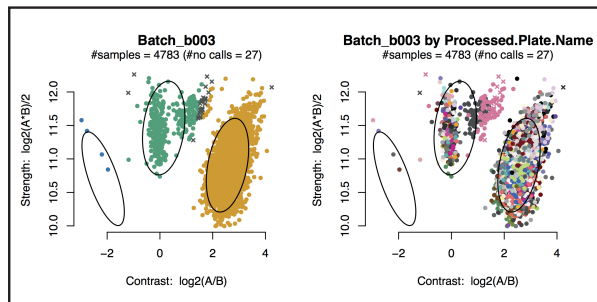 Batch_b003
#samples = 4783 (#no calls = 27)
Strength: log2(A*B)/2
12.0
11.5
11.0
10.5
10.0
−2
0
2
4
Contrast: log2(A/B)
Batch_b003 by Processed.Plate.Name
#samples = 4783 (#no calls = 27)
Strength: log2(A*B)/2
12.0
11.5
11.0
10.5
10.0
−2
0
2
4
Contrast: log2(A/B)